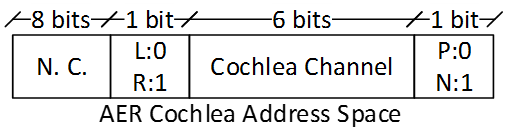 8 bits 1 bit 6 bits 1 bit
N. C. L:0 R:1 Cochlea Channel P:0 N:1
AER Cochlea Address Space